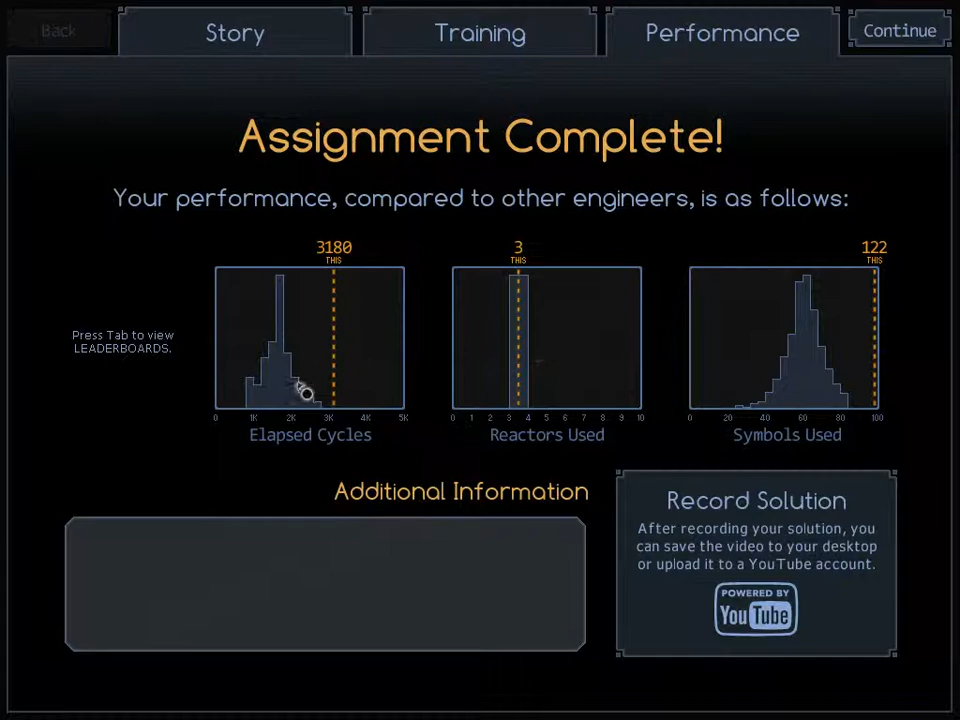 Back
Story
Training
Performance
Continue
Assignment Complete!
Your performance, compared to other engineers, is as follows:
Press Tab to view
LEADERBOARDS.
3180
THIS
0 1K 2K 3K 4K 5K
Elapsed Cycles
3
THIS
0 1 2 3 4 5 6 7 8 9 10
Reactors Used
122
THIS
0 20 40 60 80 100
Symbols Used
Additional Information
Record Solution
After recording your solution, you
can save the video to your desktop
or upload it to a YouTube account.
POWERED BY
YouTube